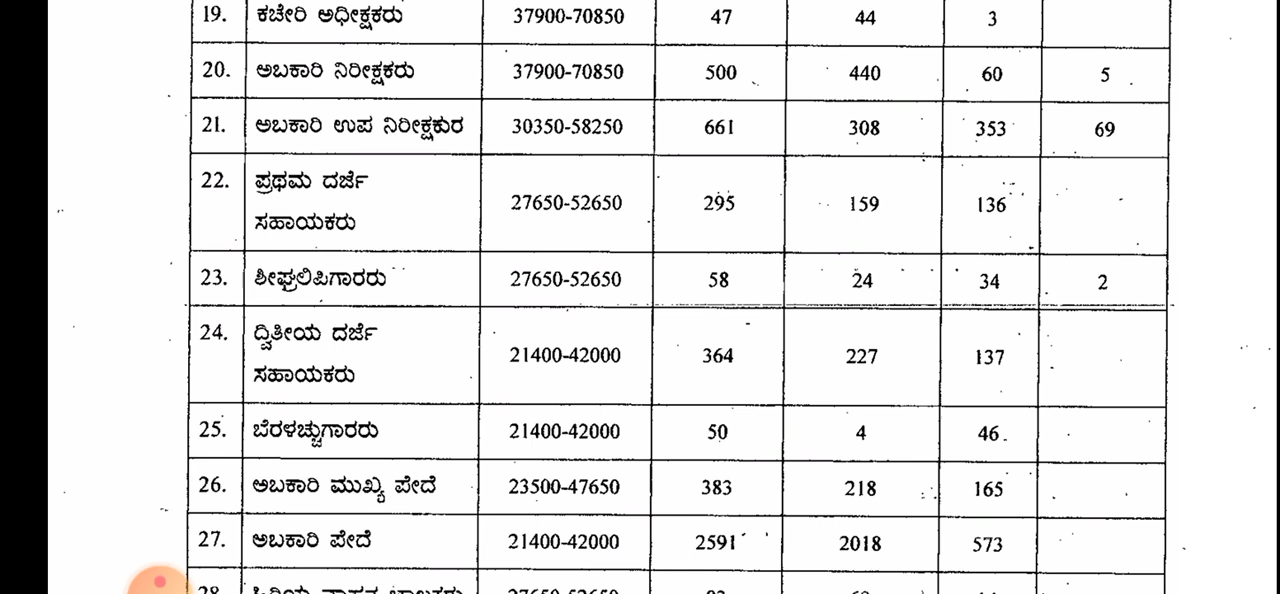 19. ಕಚೇರಿ ಅಧೀಕ್ಷಕರು 37900-70850 47 44 3
20. ಅಬಕಾರಿ ನಿರೀಕ್ಷಕರು 37900-70850 500 440 60 5
21. ಅಬಕಾರಿ ಉಪ ನಿರೀಕ್ಷಕುರ 30350-58250 661 308 353 69
22. ಪ್ರಥಮ ದರ್ಜೆ
ಸಹಾಯಕರು 27650-52650 295 159 136
23. ಶೀಘ್ರಲಿಪಿಗಾರರು 27650-52650 58 24 34 2
24. ದ್ವಿತೀಯ ದರ್ಜೆ
ಸಹಾಯಕರು 21400-42000 364 227 137
25. ಬೆರಳಚ್ಚುಗಾರರು 21400-42000 50 4 46
26. ಅಬಕಾರಿ ಮುಖ್ಯ ಪೇದೆ 23500-47650 383 218 165
27. ಅಬಕಾರಿ ಪೇದೆ 21400-42000 2591 2018 573